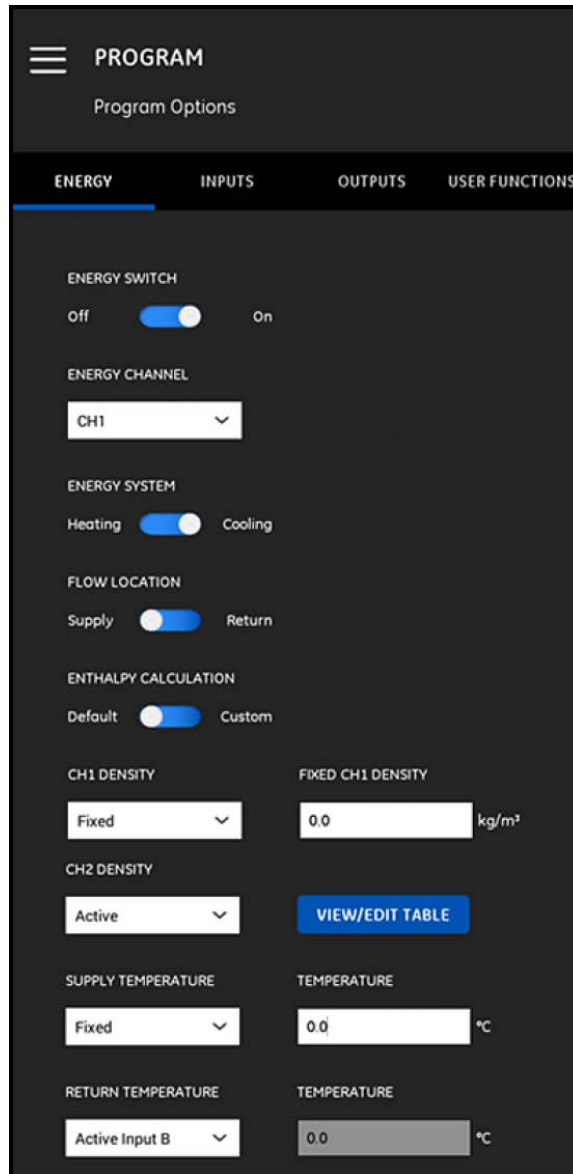 PROGRAM
Program Options
ENERGY INPUTS OUTPUTS USER FUNCTIONS
ENERGY SWITCH
Off On
ENERGY CHANNEL
CH1
ENERGY SYSTEM
Heating Cooling
FLOW LOCATION
Supply Return
ENTHALPY CALCULATION
Default Custom
CH1 DENSITY FIXED CH1 DENSITY
Fixed 0.0 kg/m³
CH2 DENSITY
Active VIEW/EDIT TABLE
SUPPLY TEMPERATURE TEMPERATURE
Fixed 0.0 °C
RETURN TEMPERATURE TEMPERATURE
Active Input B 0.0 °C